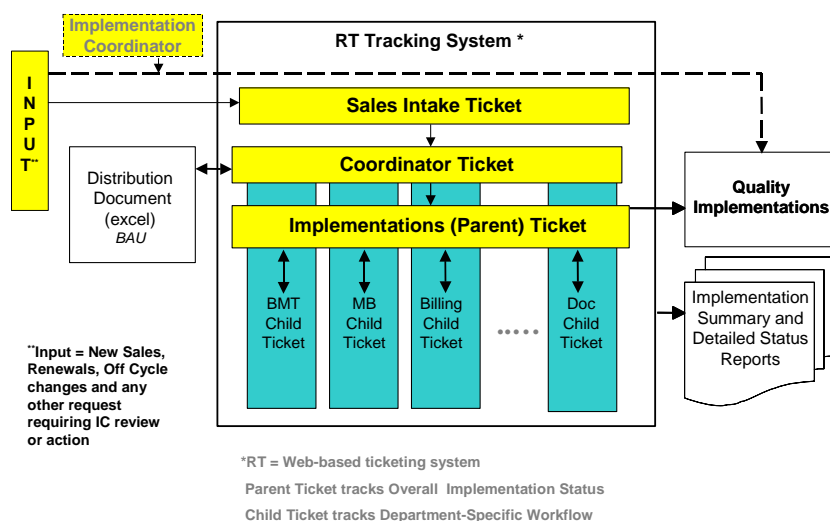 Implementation
Coordinator
RT Tracking System *
I
N
P
U
T**
Sales Intake Ticket
Coordinator Ticket
Distribution
Document
(excel)
BAU
Quality
Implementations
Implementations (Parent) Ticket
BMT
Child
Ticket
MB
Child
Ticket
Billing
Child
Ticket
.....
Doc
Child
Ticket
Implementation
Summary and
Detailed Status
Reports
**Input = New Sales,
Renewals, Off Cycle
changes and any
other request
requiring IC review
or action
*RT = Web-based ticketing system
Parent Ticket tracks Overall Implementation Status
Child Ticket tracks Department-Specific Workflow